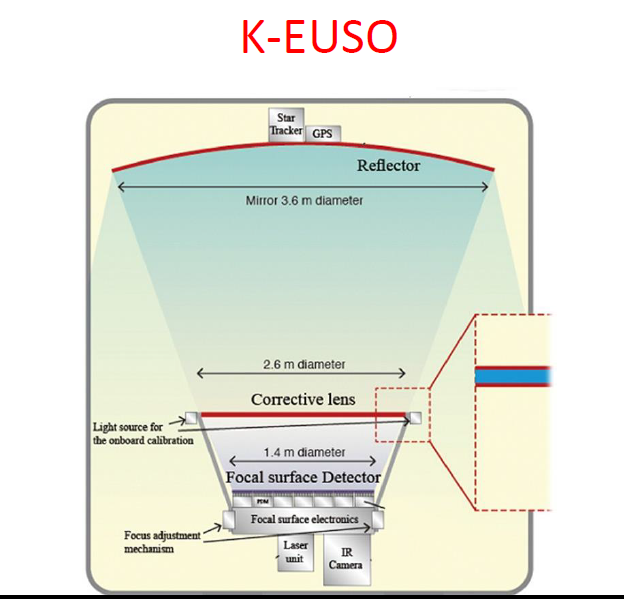 K-EUSO
Star
Tracker
GPS
Reflector
Mirror 3.6 m diameter
2.6 m diameter
Corrective lens
Light source for
the onboard calibration
1.4 m diameter
Focal surface Detector
PDM
Focal surface electronics
Focus adjustment
mechanism
Laser
unit
IR
Camera